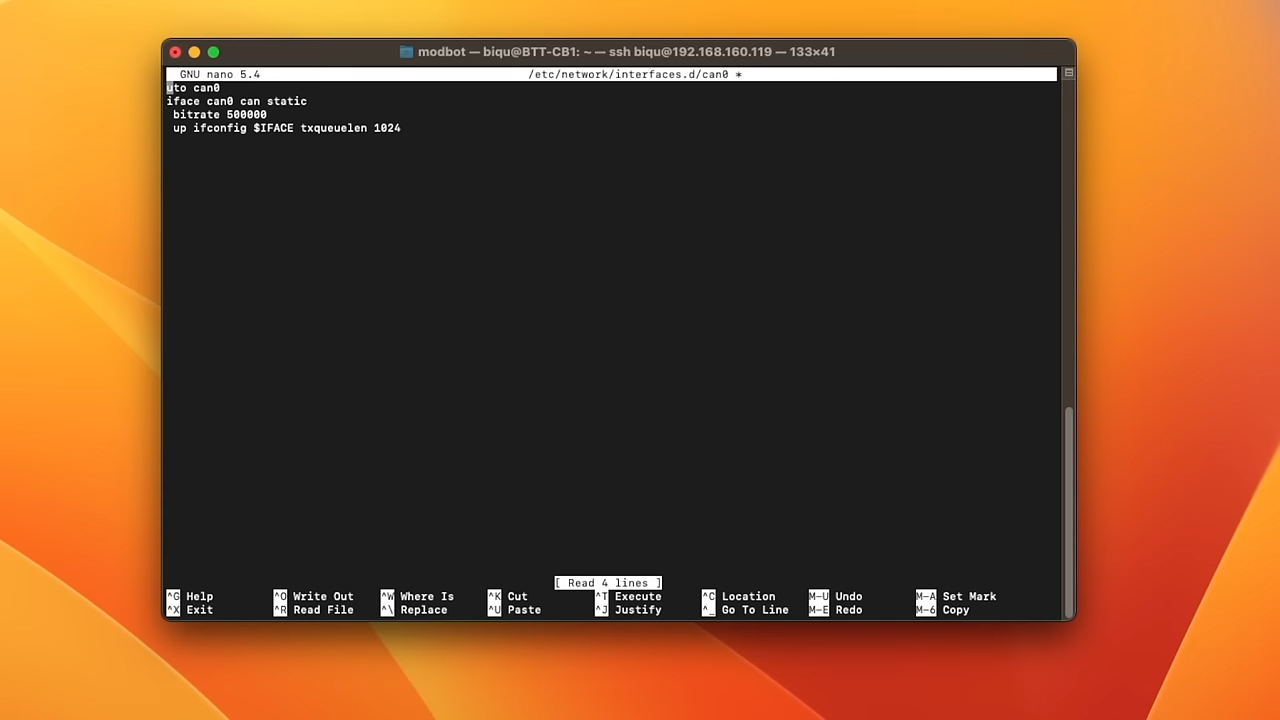 modbot — biqu@BTT-CB1: ~ — ssh biqu@192.168.160.119 — 133×41
GNU nano 5.4 /etc/network/interfaces.d/can0 *
uto can0
iface can0 can static
bitrate 500000
up ifconfig $IFACE txqueuelen 1024
[ Read 4 lines ]
^G Help ^O Write Out ^W Where Is ^K Cut ^T Execute ^C Location M-U Undo M-A Set Mark
^X Exit ^R Read File ^\ Replace ^U Paste ^J Justify ^_ Go To Line M-E Redo M-6 Copy